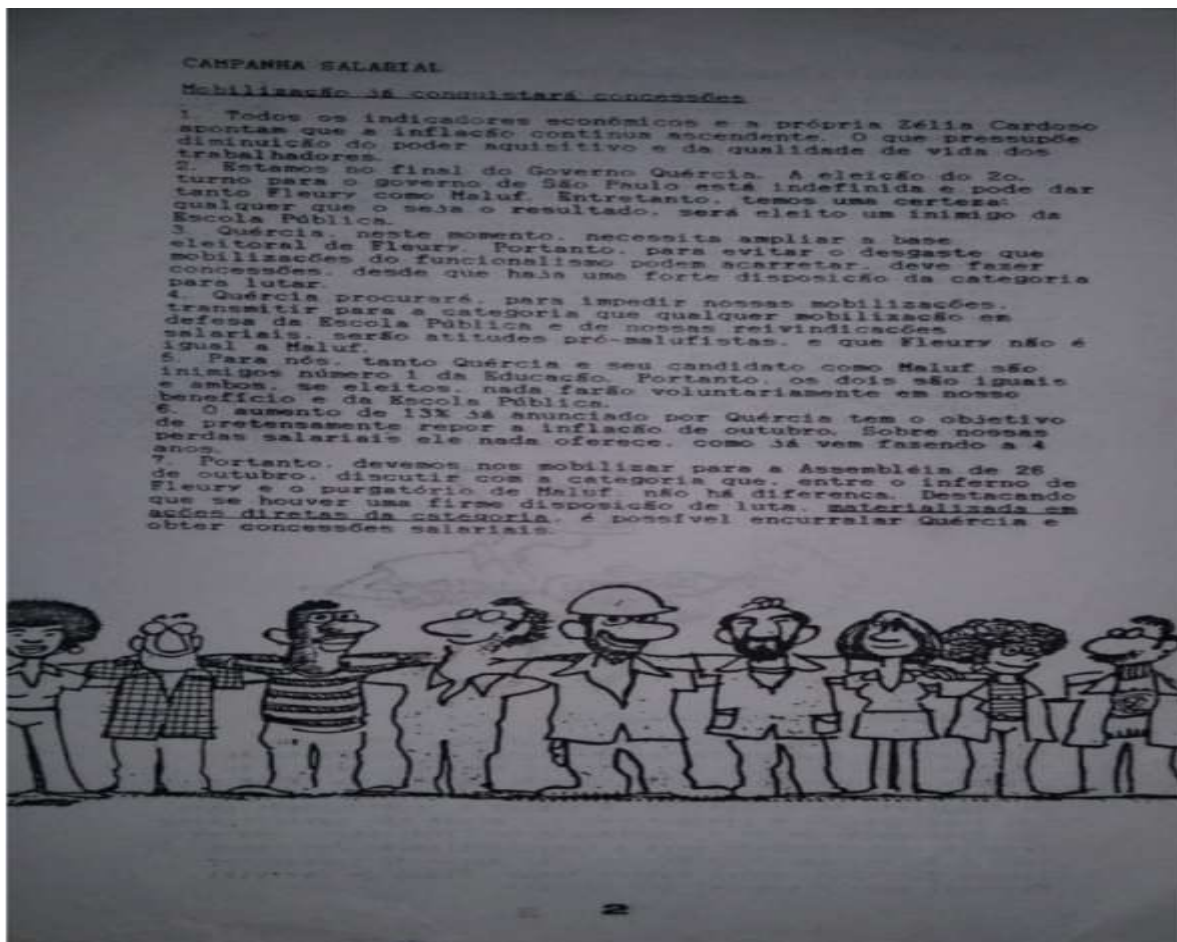 CAMPANHA SALARIAL
Mobilização já conquistará concessões
1. Todos os indicadores econômicos e a própria Zélia Cardoso
apontam que a inflação continua ascendente. O que pressupõe
diminuição do poder aquisitivo e da qualidade de vida dos
trabalhadores.
2. Estamos no final do Governo Quércia. A eleição do 2o.
turno para o governo de São Paulo está indefinida e pode dar
tanto Fleury como Maluf. Entretanto, temos uma certeza:
qualquer que o seja o resultado, será eleito um inimigo da
Escola Pública.
3. Quércia, neste momento, necessita ampliar a base
eleitoral de Fleury. Portanto, para evitar o desgaste que
mobilizações do funcionalismo podem acarretar, deve fazer
concessões, desde que haja uma forte disposição da categoria
para lutar.
4. Quércia procurará, para impedir nossas mobilizações,
transmitir para a categoria que qualquer mobilização em
defesa da Escola Pública e de nossas reivindicações
salariais, serão atitudes pró-malufistas, e que Fleury não é
igual a Maluf.
5. Para nós, tanto Quércia e seu candidato como Maluf são
inimigos número 1 da Educação. Portanto, os dois são iguais
e ambos, se eleitos, nada farão voluntariamente em nosso
benefício e da Escola Pública.
6. O aumento de 13% já anunciado por Quércia tem o objetivo
de pretensamente repor a inflação de outubro. Sobre nossas
perdas salariais ele nada oferece, como já vem fazendo a 4
anos.
7. Portanto, devemos nos mobilizar para a Assembléia de 26
de outubro, discutir com a categoria que, entre o inferno de
Fleury e o purgatório de Maluf, não há diferença. Destacando
que se houver uma firme disposição de luta, materializada em
ações diretas da categoria, é possível encurralar Quércia e
obter concessões salariais.
2